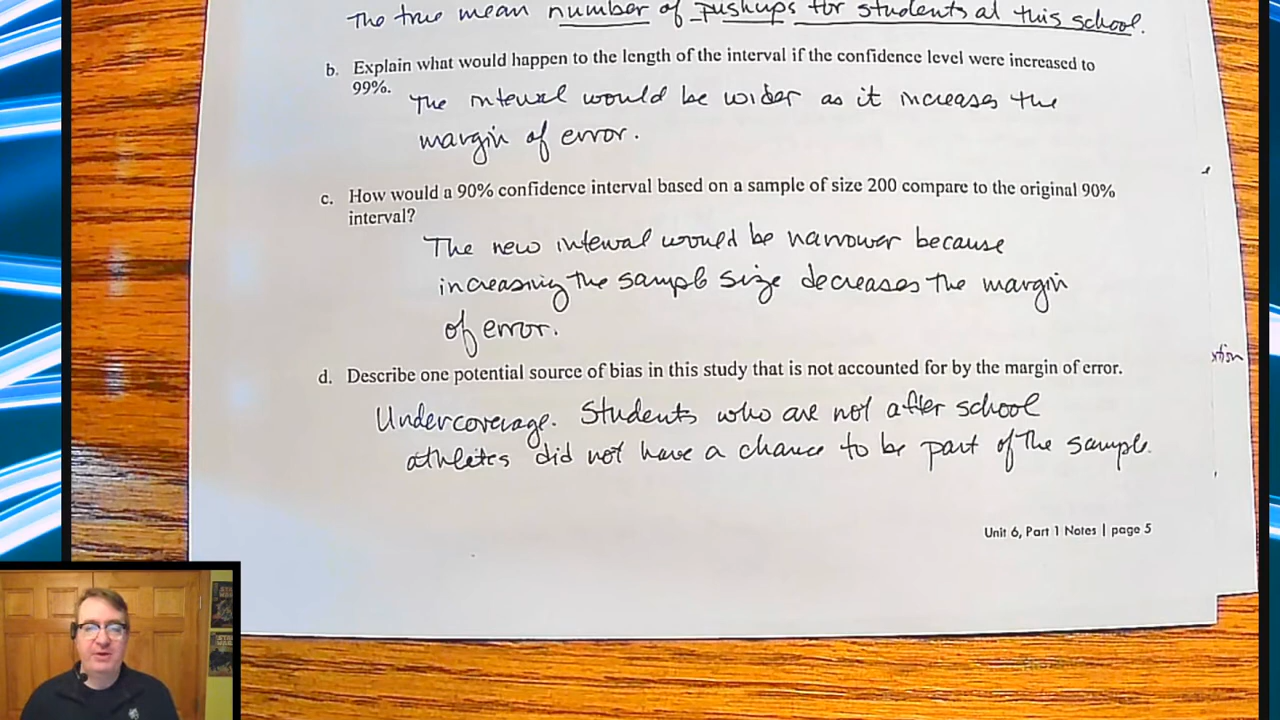 The true mean number of pushups for students at this school.
b. Explain what would happen to the length of the interval if the confidence level were increased to
99%.
The interval would be wider as it increases the
margin of error.
c. How would a 90% confidence interval based on a sample of size 200 compare to the original 90%
interval?
The new interval would be narrower because
increasing the sample size decreases the margin
of error.
d. Describe one potential source of bias in this study that is not accounted for by the margin of error.
Undercoverage. Students who are not after school
athletes did not have a chance to be part of the sample.
Unit 6, Part 1 Notes | page 5
STAR
WARS